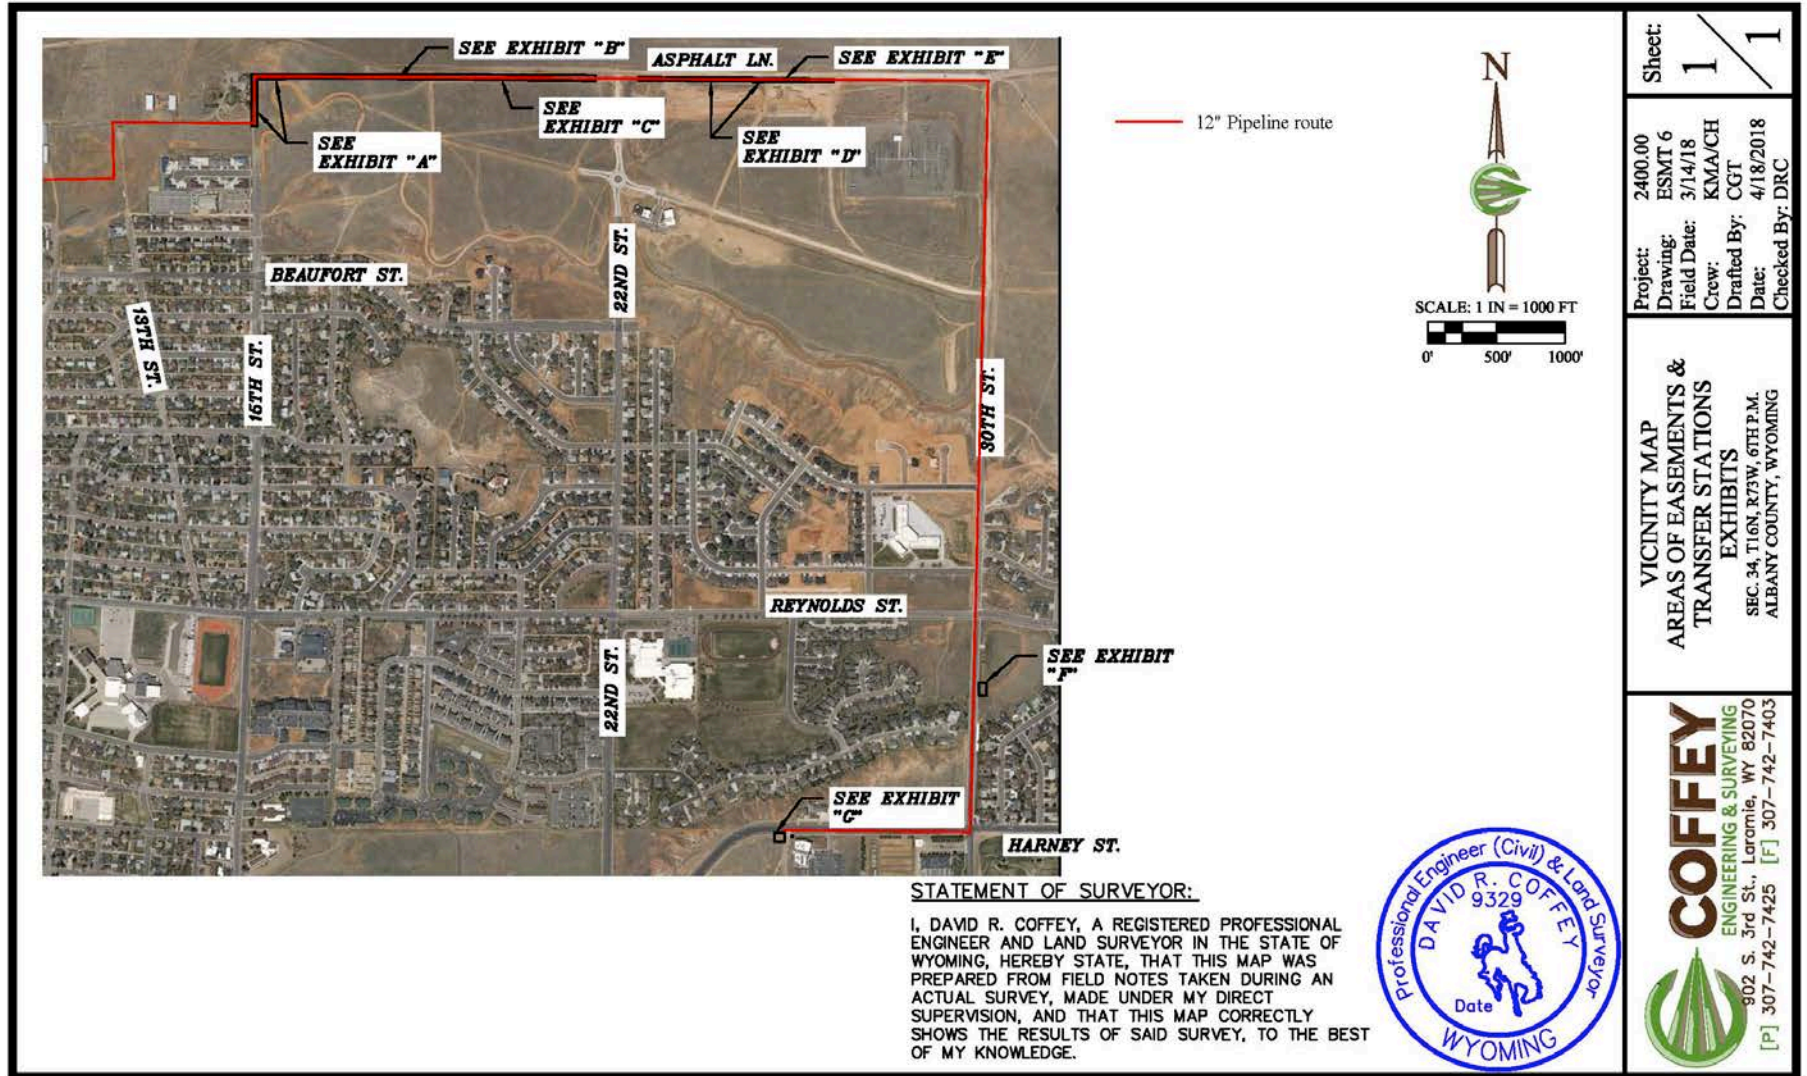 SEE EXHIBIT "B"
ASPHALT LN.
SEE EXHIBIT "E"
SEE
EXHIBIT "C"
SEE
EXHIBIT "A"
SEE
EXHIBIT "D"
BEAUFORT ST.
22ND ST.
13TH ST.
15TH ST.
30TH ST.
REYNOLDS ST.
22ND ST.
SEE EXHIBIT
"F"
SEE EXHIBIT
"G"
HARNEY ST.
12" Pipeline route
N
SCALE: 1 IN = 1000 FT
0' 500' 1000'
STATEMENT OF SURVEYOR:
I, DAVID R. COFFEY, A REGISTERED PROFESSIONAL
ENGINEER AND LAND SURVEYOR IN THE STATE OF
WYOMING, HEREBY STATE, THAT THIS MAP WAS
PREPARED FROM FIELD NOTES TAKEN DURING AN
ACTUAL SURVEY, MADE UNDER MY DIRECT
SUPERVISION, AND THAT THIS MAP CORRECTLY
SHOWS THE RESULTS OF SAID SURVEY, TO THE BEST
OF MY KNOWLEDGE.
Professional Engineer (Civil) & Land Surveyor
DAVID R. COFFEY
9329
Date
WYOMING
Sheet:
1 / 1
Project: 2400.00
Drawing: ESMT 6
Field Date: 3/14/18
Crew: KMA/CH
Drafted By: CGT
Date: 4/18/2018
Checked By: DRC
VICINITY MAP
AREAS OF EASEMENTS &
TRANSFER STATIONS
EXHIBITS
SEC. 34, T16N, R73W, 6TH P.M.
ALBANY COUNTY, WYOMING
COFFEY
ENGINEERING & SURVEYING
902 S. 3rd St., Laramie, WY 82070
[P] 307-742-7425 [F] 307-742-7403